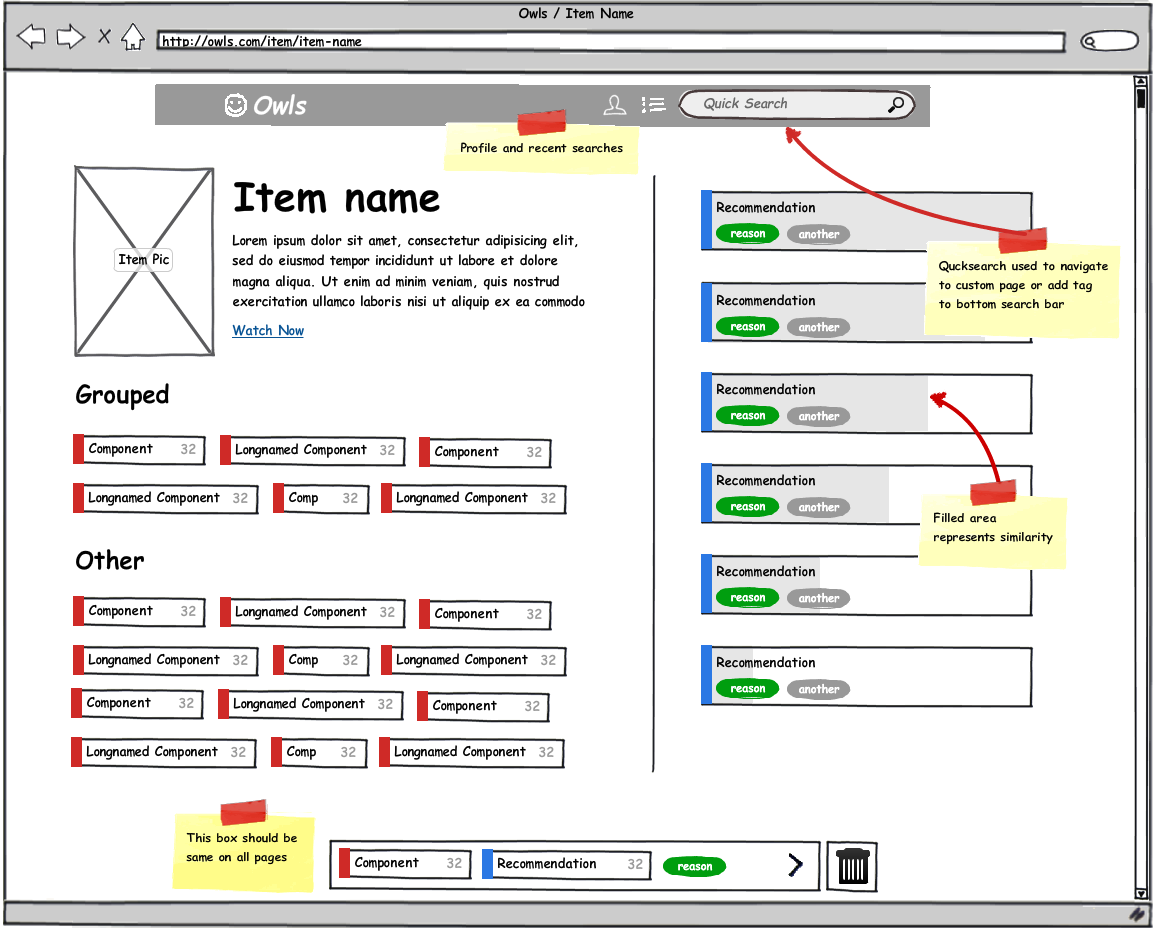 Owls / Item Name
http://owls.com/item/item-name
Owls
Quick Search
Profile and recent searches
Item Pic
Item name
Lorem ipsum dolor sit amet, consectetur adipisicing elit,
sed do eiusmod tempor incididunt ut labore et dolore
magna aliqua. Ut enim ad minim veniam, quis nostrud
exercitation ullamco laboris nisi ut aliquip ex ea commodo
Watch Now
Grouped
Component 32 Longnamed Component 32 Component 32
Longnamed Component 32 Comp 32 Longnamed Component 32
Other
Component 32 Longnamed Component 32 Component 32
Longnamed Component 32 Comp 32 Longnamed Component 32
Component 32 Longnamed Component 32 Component 32
Longnamed Component 32 Comp 32 Longnamed Component 32
Recommendation
reason another
Qucksearch used to navigate
to custom page or add tag
to bottom search bar
Recommendation
reason another
Recommendation
reason another
Recommendation
reason another
Filled area
represents similarity
Recommendation
reason another
Recommendation
reason another
This box should be
same on all pages
Component 32 Recommendation 32 reason